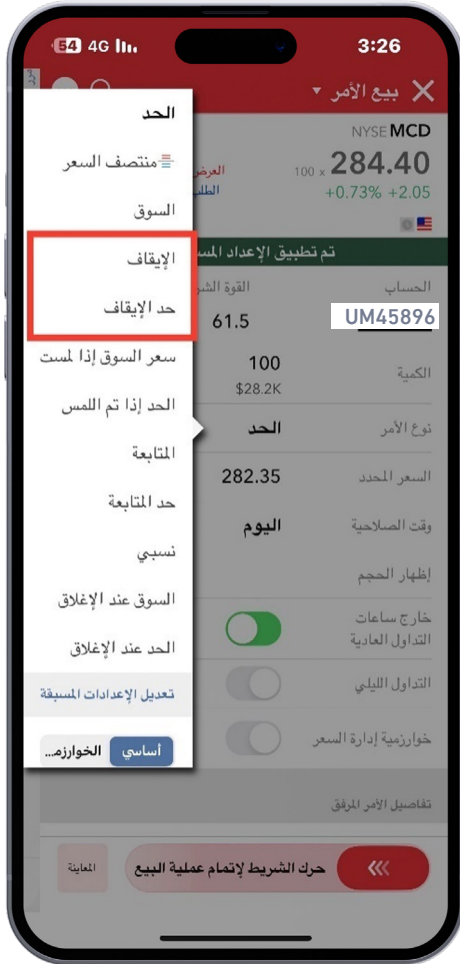 3:26
4G 54
بيع الأمر
NYSE MCD
100 x 284.40
+0.73% +2.05
العرض
الطلب
تم تطبيق الإعداد
الحساب
القوة
UM45896
61.5
الكمية
100
$28.2K
نوع الأمر
الحد
السعر المحدد
282.35
وقت الصلاحية
اليوم
إظهار الحجم
خارج ساعات
التداول العادية
التداول الليلي
خوارزمية إدارة السعر
تفاصيل الأمر المرفق
حرك الشريط لإتمام عملية البيع
المعاينة
الحد
منتصف السعر
السوق
الإيقاف
حد الإيقاف
سعر السوق إذا لمست
الحد إذا تم اللمس
المتابعة
حد المتابعة
نسبي
السوق عند الإغلاق
الحد عند الإغلاق
تعديل الإعدادات المسبقة
أساسي
الخوارزمـ...